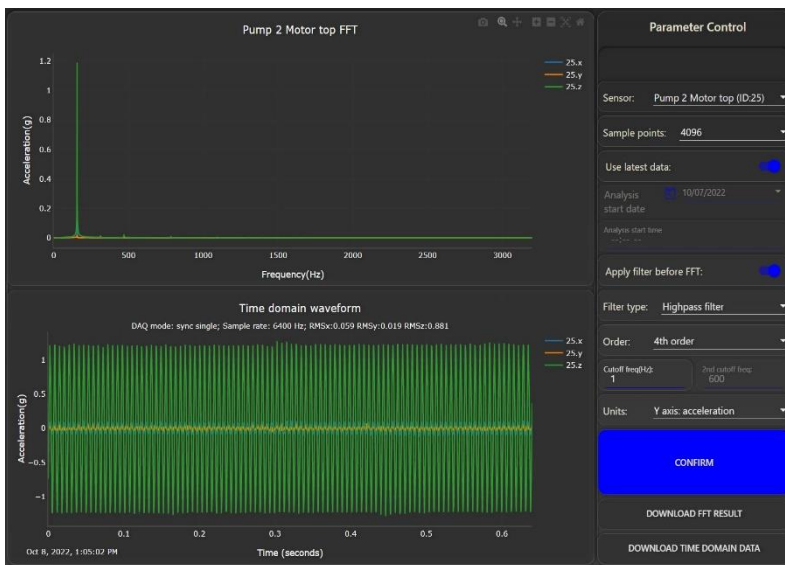 Pump 2 Motor top FFT
25.x
25.y
25.z
1.2
1
0.8
0.6
0.4
0.2
0
Acceleration(g)
0 500 1000 1500 2000 2500 3000
Frequency(Hz)
Time domain waveform
DAQ mode: sync single; Sample rate: 6400 Hz; RMSx:0.059 RMSy:0.019 RMSz:0.881
25.x
25.y
25.z
1
0.5
0
−0.5
−1
Acceleration(g)
0 0.1 0.2 0.3 0.4 0.5 0.6
Oct 8, 2022, 1:05:02 PM
Time (seconds)
Parameter Control
Sensor: Pump 2 Motor top (ID:25)
Sample points: 4096
Use latest data:
Analysis start date 10/07/2022
Analysis start time
--:-- --
Apply filter before FFT:
Filter type: Highpass filter
Order: 4th order
Cutoff freq(Hz): 2nd cutoff freq:
1 600
Units: Y axis: acceleration
CONFIRM
DOWNLOAD FFT RESULT
DOWNLOAD TIME DOMAIN DATA